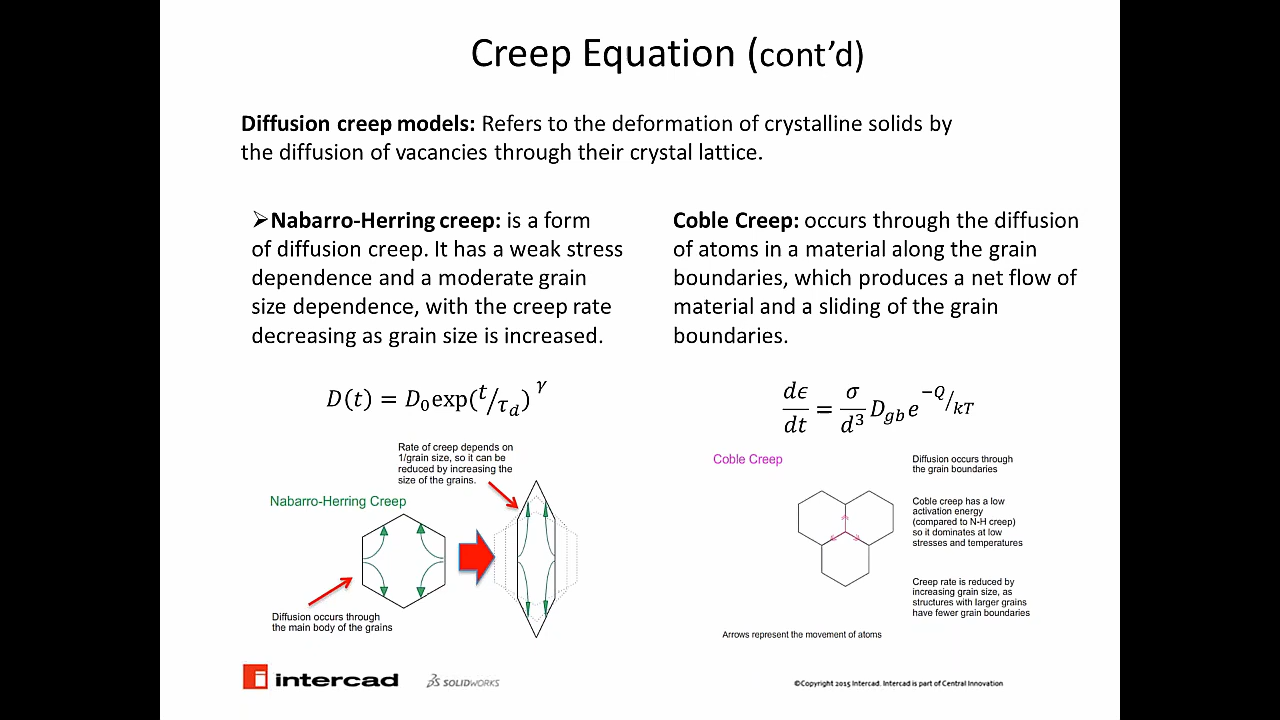 Creep Equation (cont’d)
Diffusion creep models: Refers to the deformation of crystalline solids by
the diffusion of vacancies through their crystal lattice.
➢Nabarro-Herring creep: is a form
of diffusion creep. It has a weak stress
dependence and a moderate grain
size dependence, with the creep rate
decreasing as grain size is increased.
D(t) = D₀exp(t/τ_d)^γ
Rate of creep depends on
1/grain size, so it can be
reduced by increasing the
size of the grains.
Nabarro-Herring Creep
Diffusion occurs through
the main body of the grains
Coble Creep: occurs through the diffusion
of atoms in a material along the grain
boundaries, which produces a net flow of
material and a sliding of the grain
boundaries.
dϵ/dt = σ/d³ D_gb e^−Q/kT
Coble Creep
Diffusion occurs through
the grain boundaries
Coble creep has a low
activation energy
(compared to N-H creep)
so it dominates at low
stresses and temperatures
Creep rate is reduced by
increasing grain size, as
structures with larger grains
have fewer grain boundaries
Arrows represent the movement of atoms
intercad
SOLIDWORKS
©Copyright 2015 Intercad. Intercad is part of Central Innovation